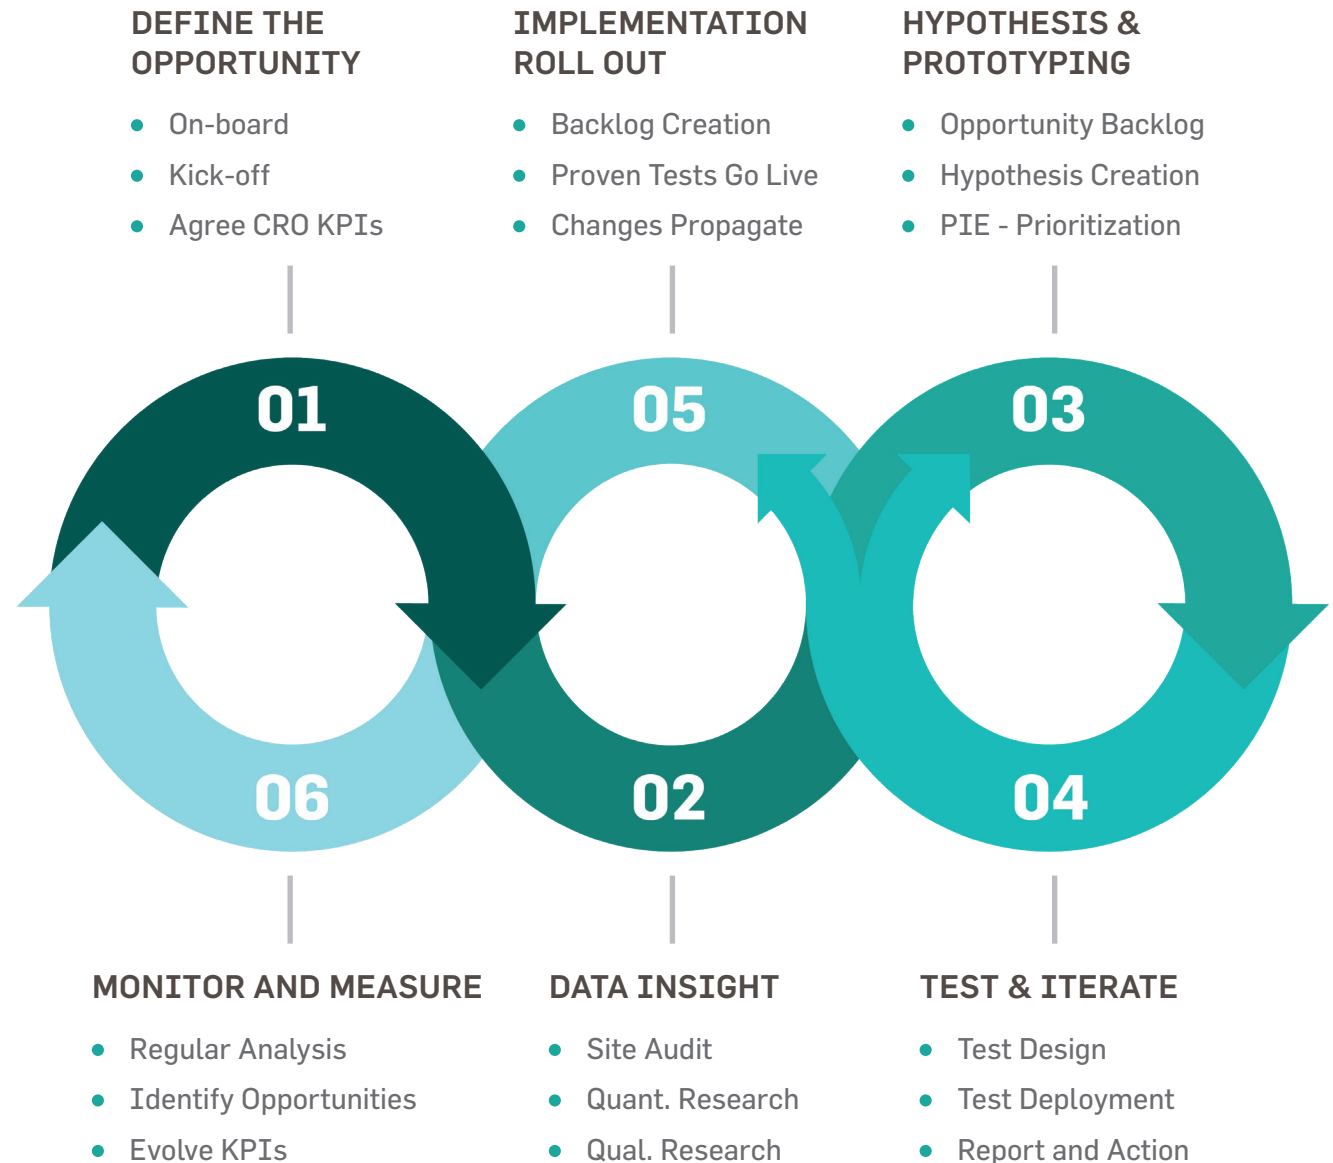 DEFINE THE
OPPORTUNITY
On-board
Kick-off
Agree CRO KPIs
IMPLEMENTATION
ROLL OUT
Backlog Creation
Proven Tests Go Live
Changes Propagate
HYPOTHESIS &
PROTOTYPING
Opportunity Backlog
Hypothesis Creation
PIE - Prioritization
01
05
03
06
02
04
MONITOR AND MEASURE
Regular Analysis
Identify Opportunities
Evolve KPIs
DATA INSIGHT
Site Audit
Quant. Research
Qual. Research
TEST & ITERATE
Test Design
Test Deployment
Report and Action